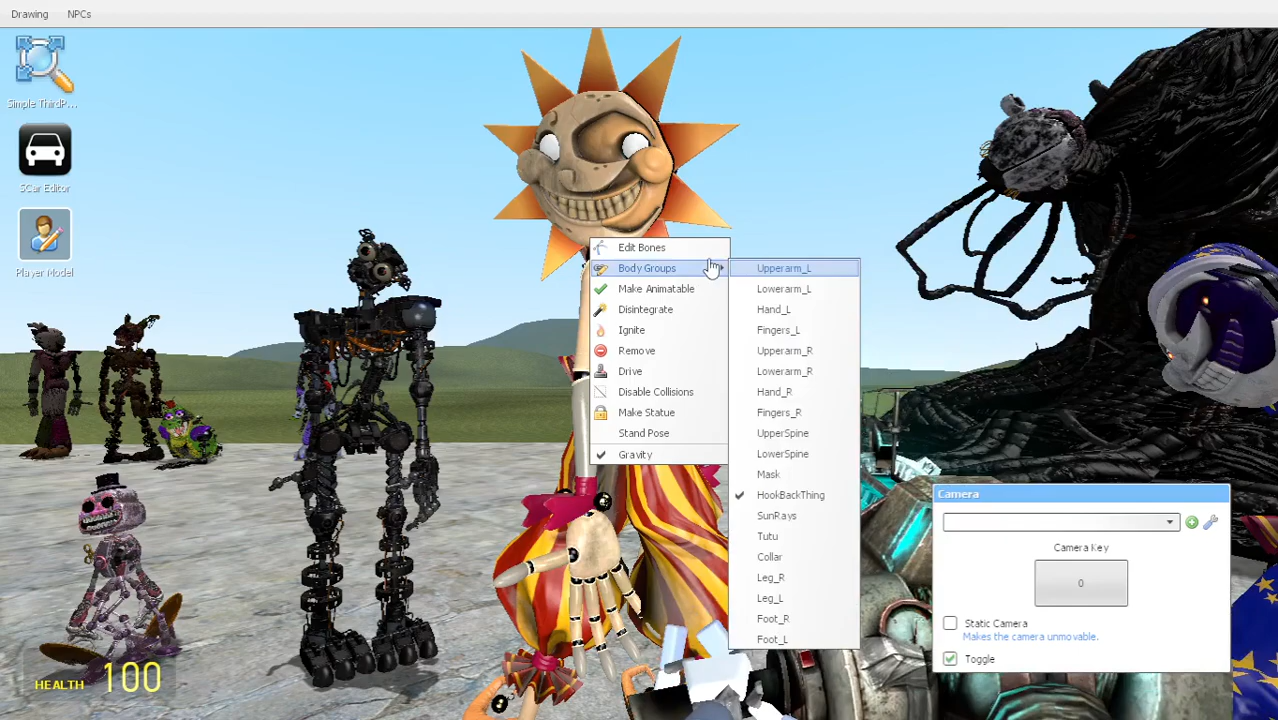 Drawing
NPCs
Simple ThirdP...
SCar Editor
Player Model
Edit Bones
Body Groups
Make Animatable
Disintegrate
Ignite
Remove
Drive
Disable Collisions
Make Statue
Stand Pose
Gravity
Upperarm_L
Lowerarm_L
Hand_L
Fingers_L
Upperarm_R
Lowerarm_R
Hand_R
Fingers_R
UpperSpine
LowerSpine
Mask
HookBackThing
SunRays
Tutu
Collar
Leg_R
Leg_L
Foot_R
Foot_L
Camera
Camera Key
0
Static Camera
Makes the camera unmovable.
Toggle
HEALTH 100